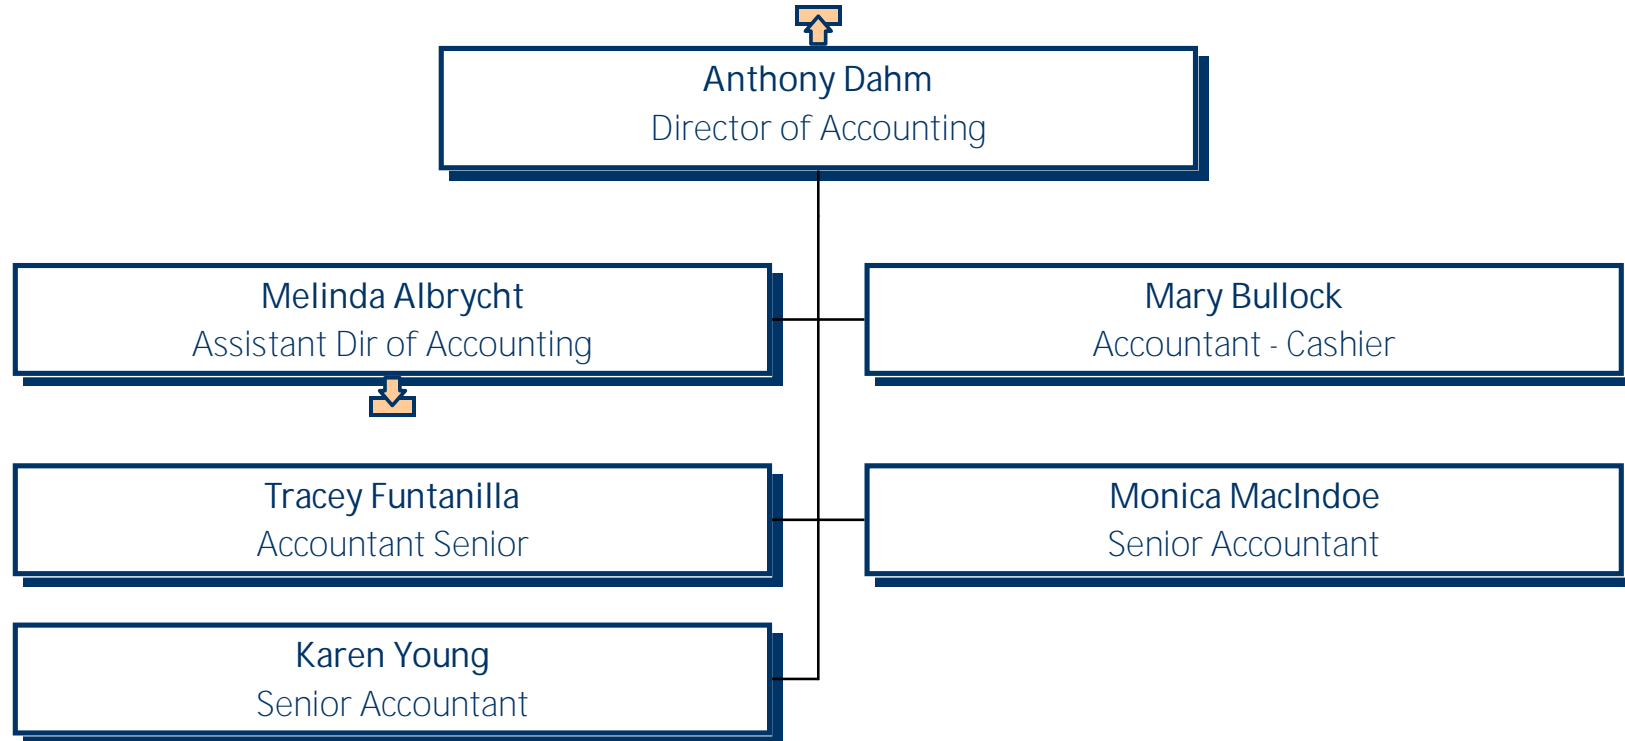 Anthony Dahm
Director of Accounting
Melinda Albrycht
Assistant Dir of Accounting
Mary Bullock
Accountant - Cashier
Tracey Funtanilla
Accountant Senior
Monica MacIndoe
Senior Accountant
Karen Young
Senior Accountant